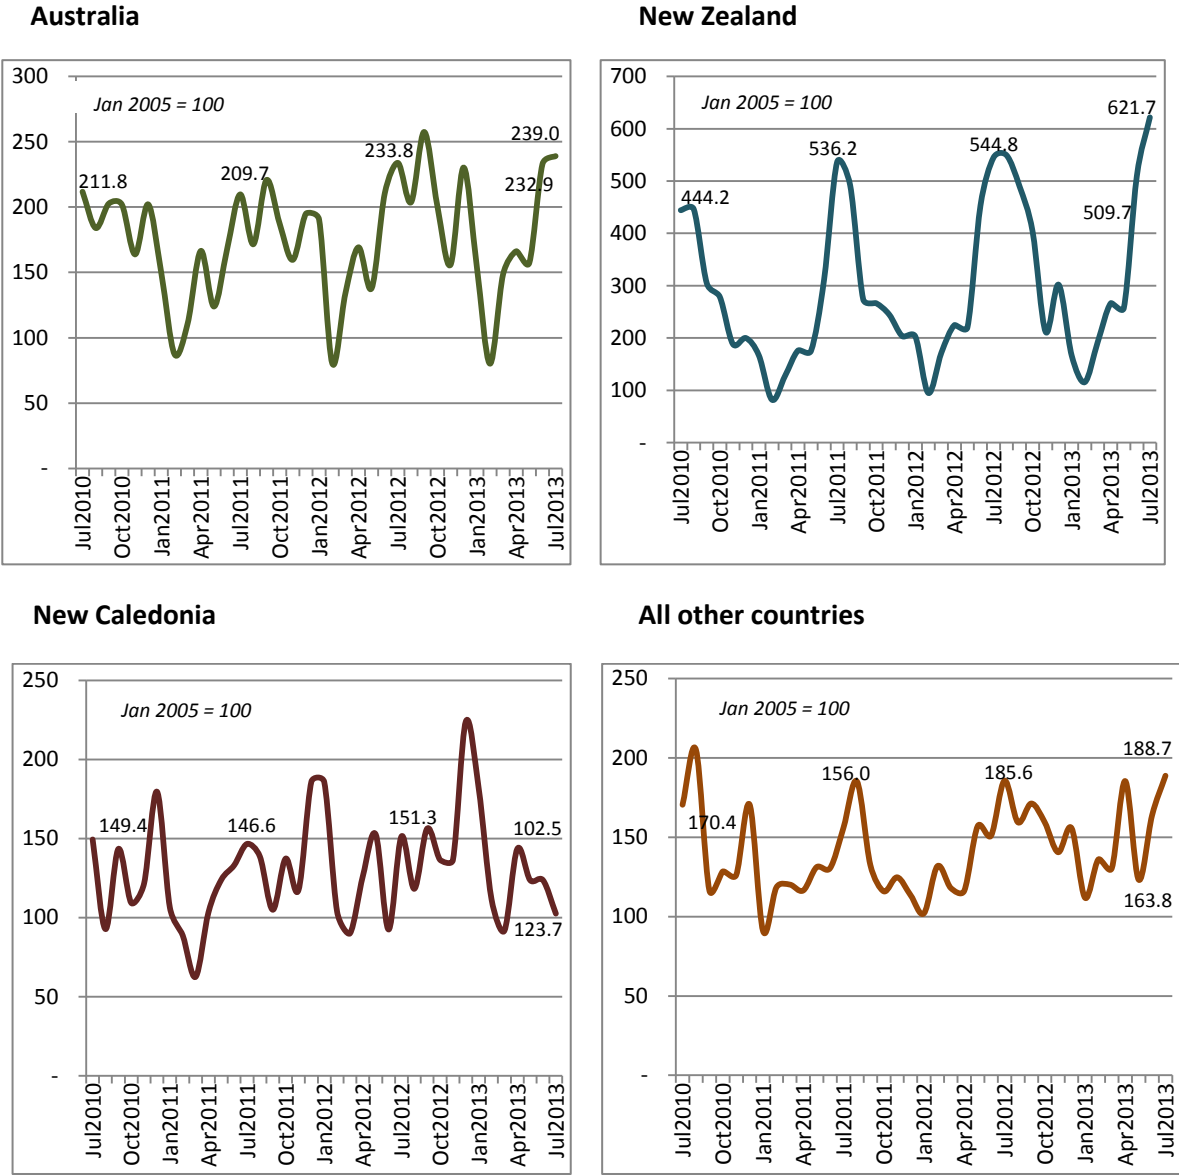 Australia
300
250
200
150
100
50
-
Jan 2005 = 100
211.8
209.7
233.8
239.0
232.9
Jul2010
Oct2010
Jan2011
Apr2011
Jul2011
Oct2011
Jan2012
Apr2012
Jul2012
Oct2012
Jan2013
Apr2013
Jul2013
New Zealand
700
600
500
400
300
200
100
-
Jan 2005 = 100
444.2
536.2
544.8
621.7
509.7
Jul2010
Oct2010
Jan2011
Apr2011
Jul2011
Oct2011
Jan2012
Apr2012
Jul2012
Oct2012
Jan2013
Apr2013
Jul2013
New Caledonia
250
200
150
100
50
-
Jan 2005 = 100
149.4
146.6
151.3
102.5
123.7
Jul2010
Oct2010
Jan2011
Apr2011
Jul2011
Oct2011
Jan2012
Apr2012
Jul2012
Oct2012
Jan2013
Apr2013
Jul2013
All other countries
250
200
150
100
50
-
Jan 2005 = 100
170.4
156.0
185.6
188.7
163.8
Jul2010
Oct2010
Jan2011
Apr2011
Jul2011
Oct2011
Jan2012
Apr2012
Jul2012
Oct2012
Jan2013
Apr2013
Jul2013